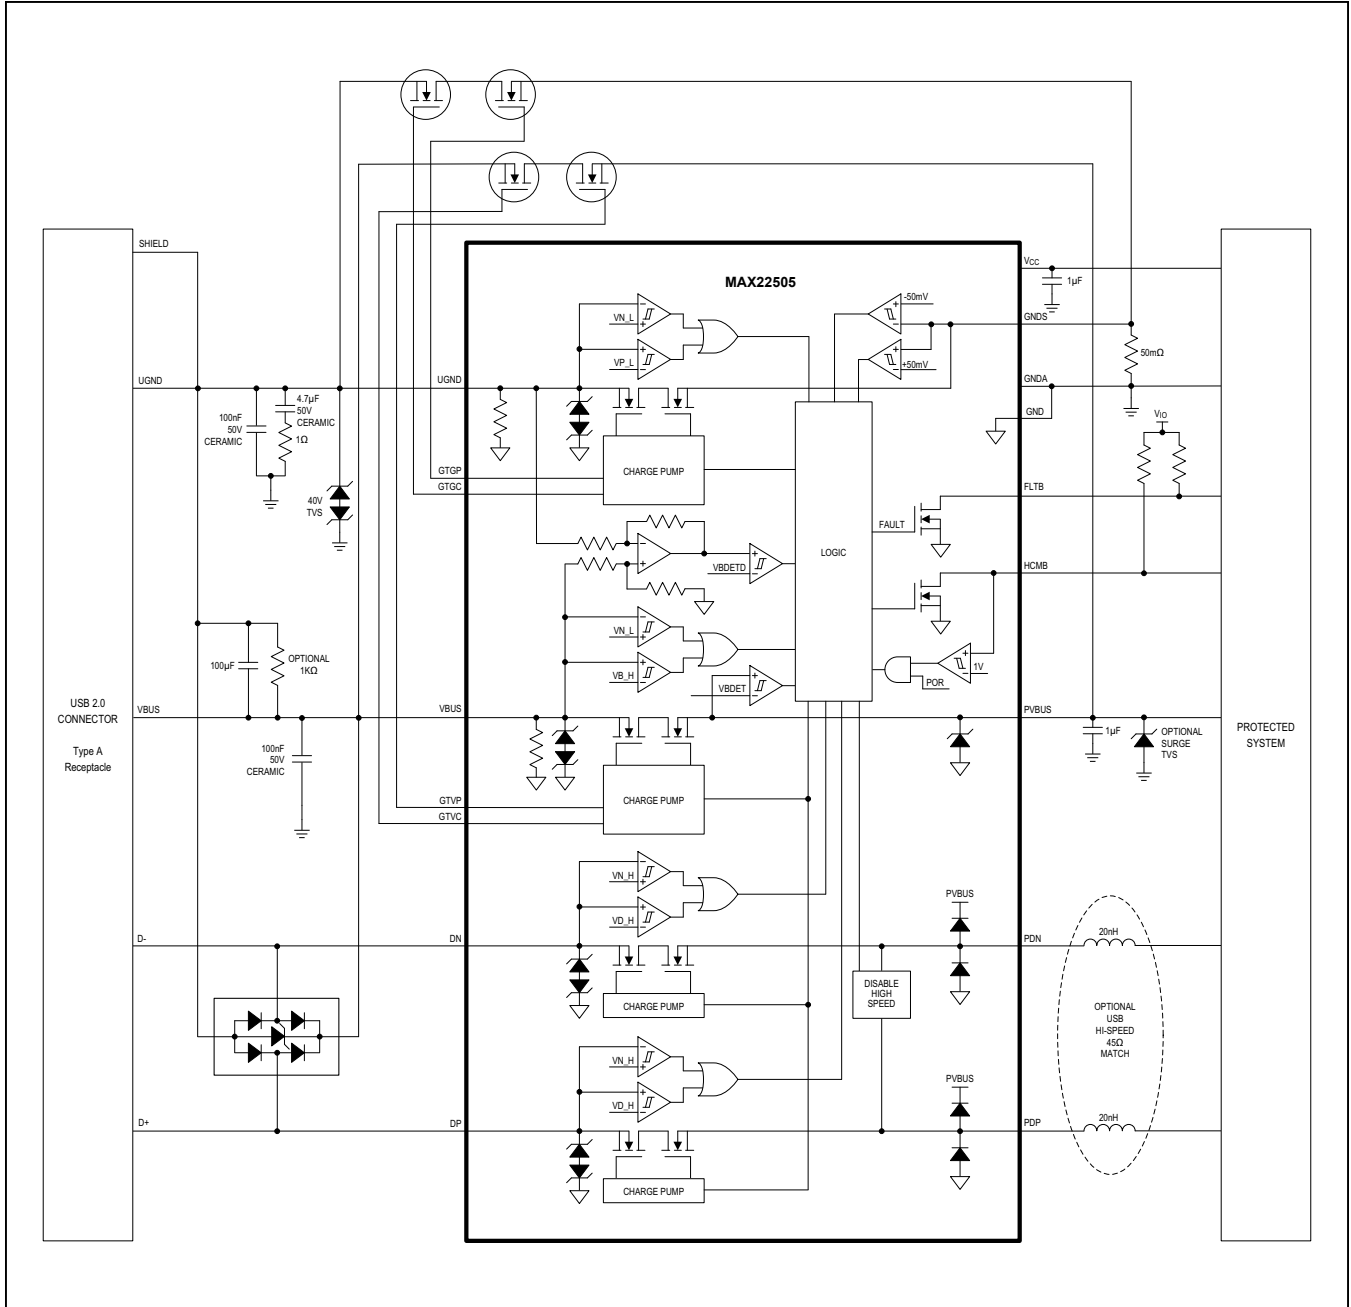 SHIELD
MAX22505
VCC
1µF
-50mV
GNDS
VN_L
50mΩ
VP_L
+50mV
UGND
UGND
GNDA
4.7µF
50V
CERAMIC
100nF
50V
CERAMIC
1Ω
GND
VIO
GTGP
GTGC
CHARGE PUMP
40V
TVS
FLTB
FAULT
LOGIC
VBDETD
HCMB
VN_L
100µF
OPTIONAL
1KΩ
VB_H
VBDET
1V
POR
USB 2.0
CONNECTOR
Type A
Receptacle
VBUS
VBUS
PVBUS
1µF
OPTIONAL
SURGE
TVS
PROTECTED
SYSTEM
100nF
50V
CERAMIC
GTVP
GTVC
CHARGE PUMP
VN_H
VD_H
PVBUS
D-
DN
PDN
20nH
CHARGE PUMP
DISABLE
HIGH
SPEED
OPTIONAL
USB
HI-SPEED
45Ω
MATCH
VN_H
VD_H
PVBUS
D+
DP
PDP
20nH
CHARGE PUMP